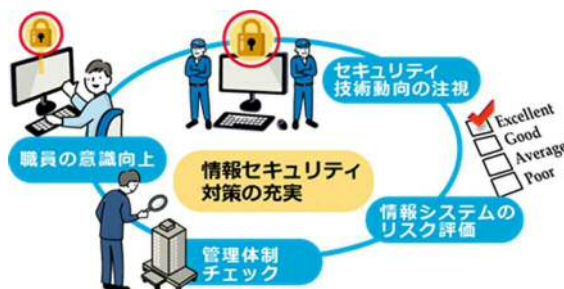 セキュリティ
技術動向の注視
Excellent
Good
Average
Poor
職員の意識向上
情報セキュリティ
対策の充実
情報システムの
リスク評価
管理体制
チェック